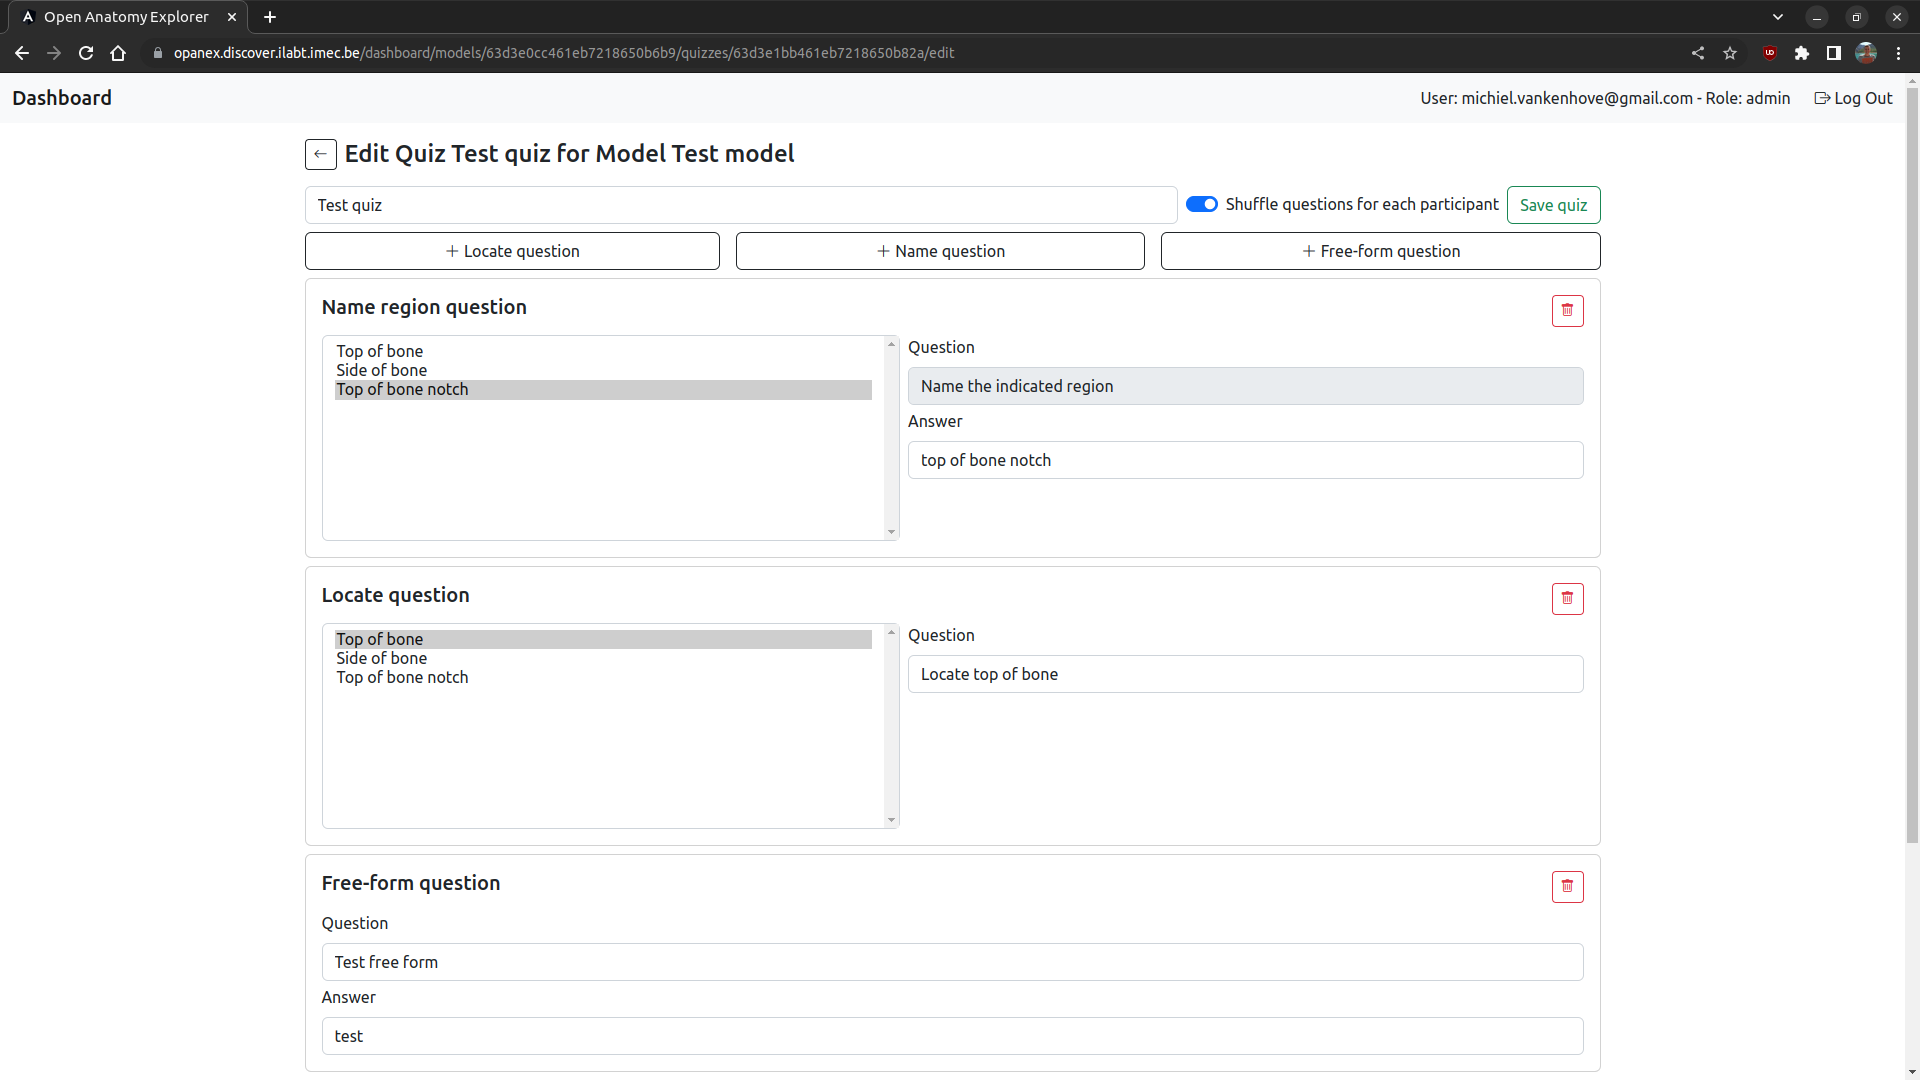 Open Anatomy Explorer
opanex.discover.ilabt.imec.be/dashboard/models/63d3e0cc461eb7218650b6b9/quizzes/63d3e1bb461eb7218650b82a/edit
Dashboard
User: michiel.vankenhove@gmail.com - Role: admin
Log Out
Edit Quiz Test quiz for Model Test model
Test quiz
Shuffle questions for each participant
Save quiz
+ Locate question
+ Name question
+ Free-form question
Name region question
Top of bone
Side of bone
Top of bone notch
Question
Name the indicated region
Answer
top of bone notch
Locate question
Top of bone
Side of bone
Top of bone notch
Question
Locate top of bone
Free-form question
Question
Test free form
Answer
test